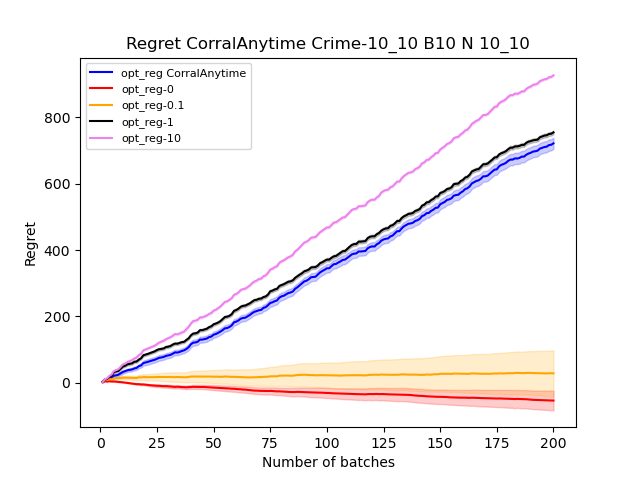 Regret CorralAnytime Crime-10_10 B10 N 10_10
opt_reg CorralAnytime
opt_reg-0
opt_reg-0.1
opt_reg-1
opt_reg-10
Regret
800
600
400
200
0
0 25 50 75 100 125 150 175 200
Number of batches